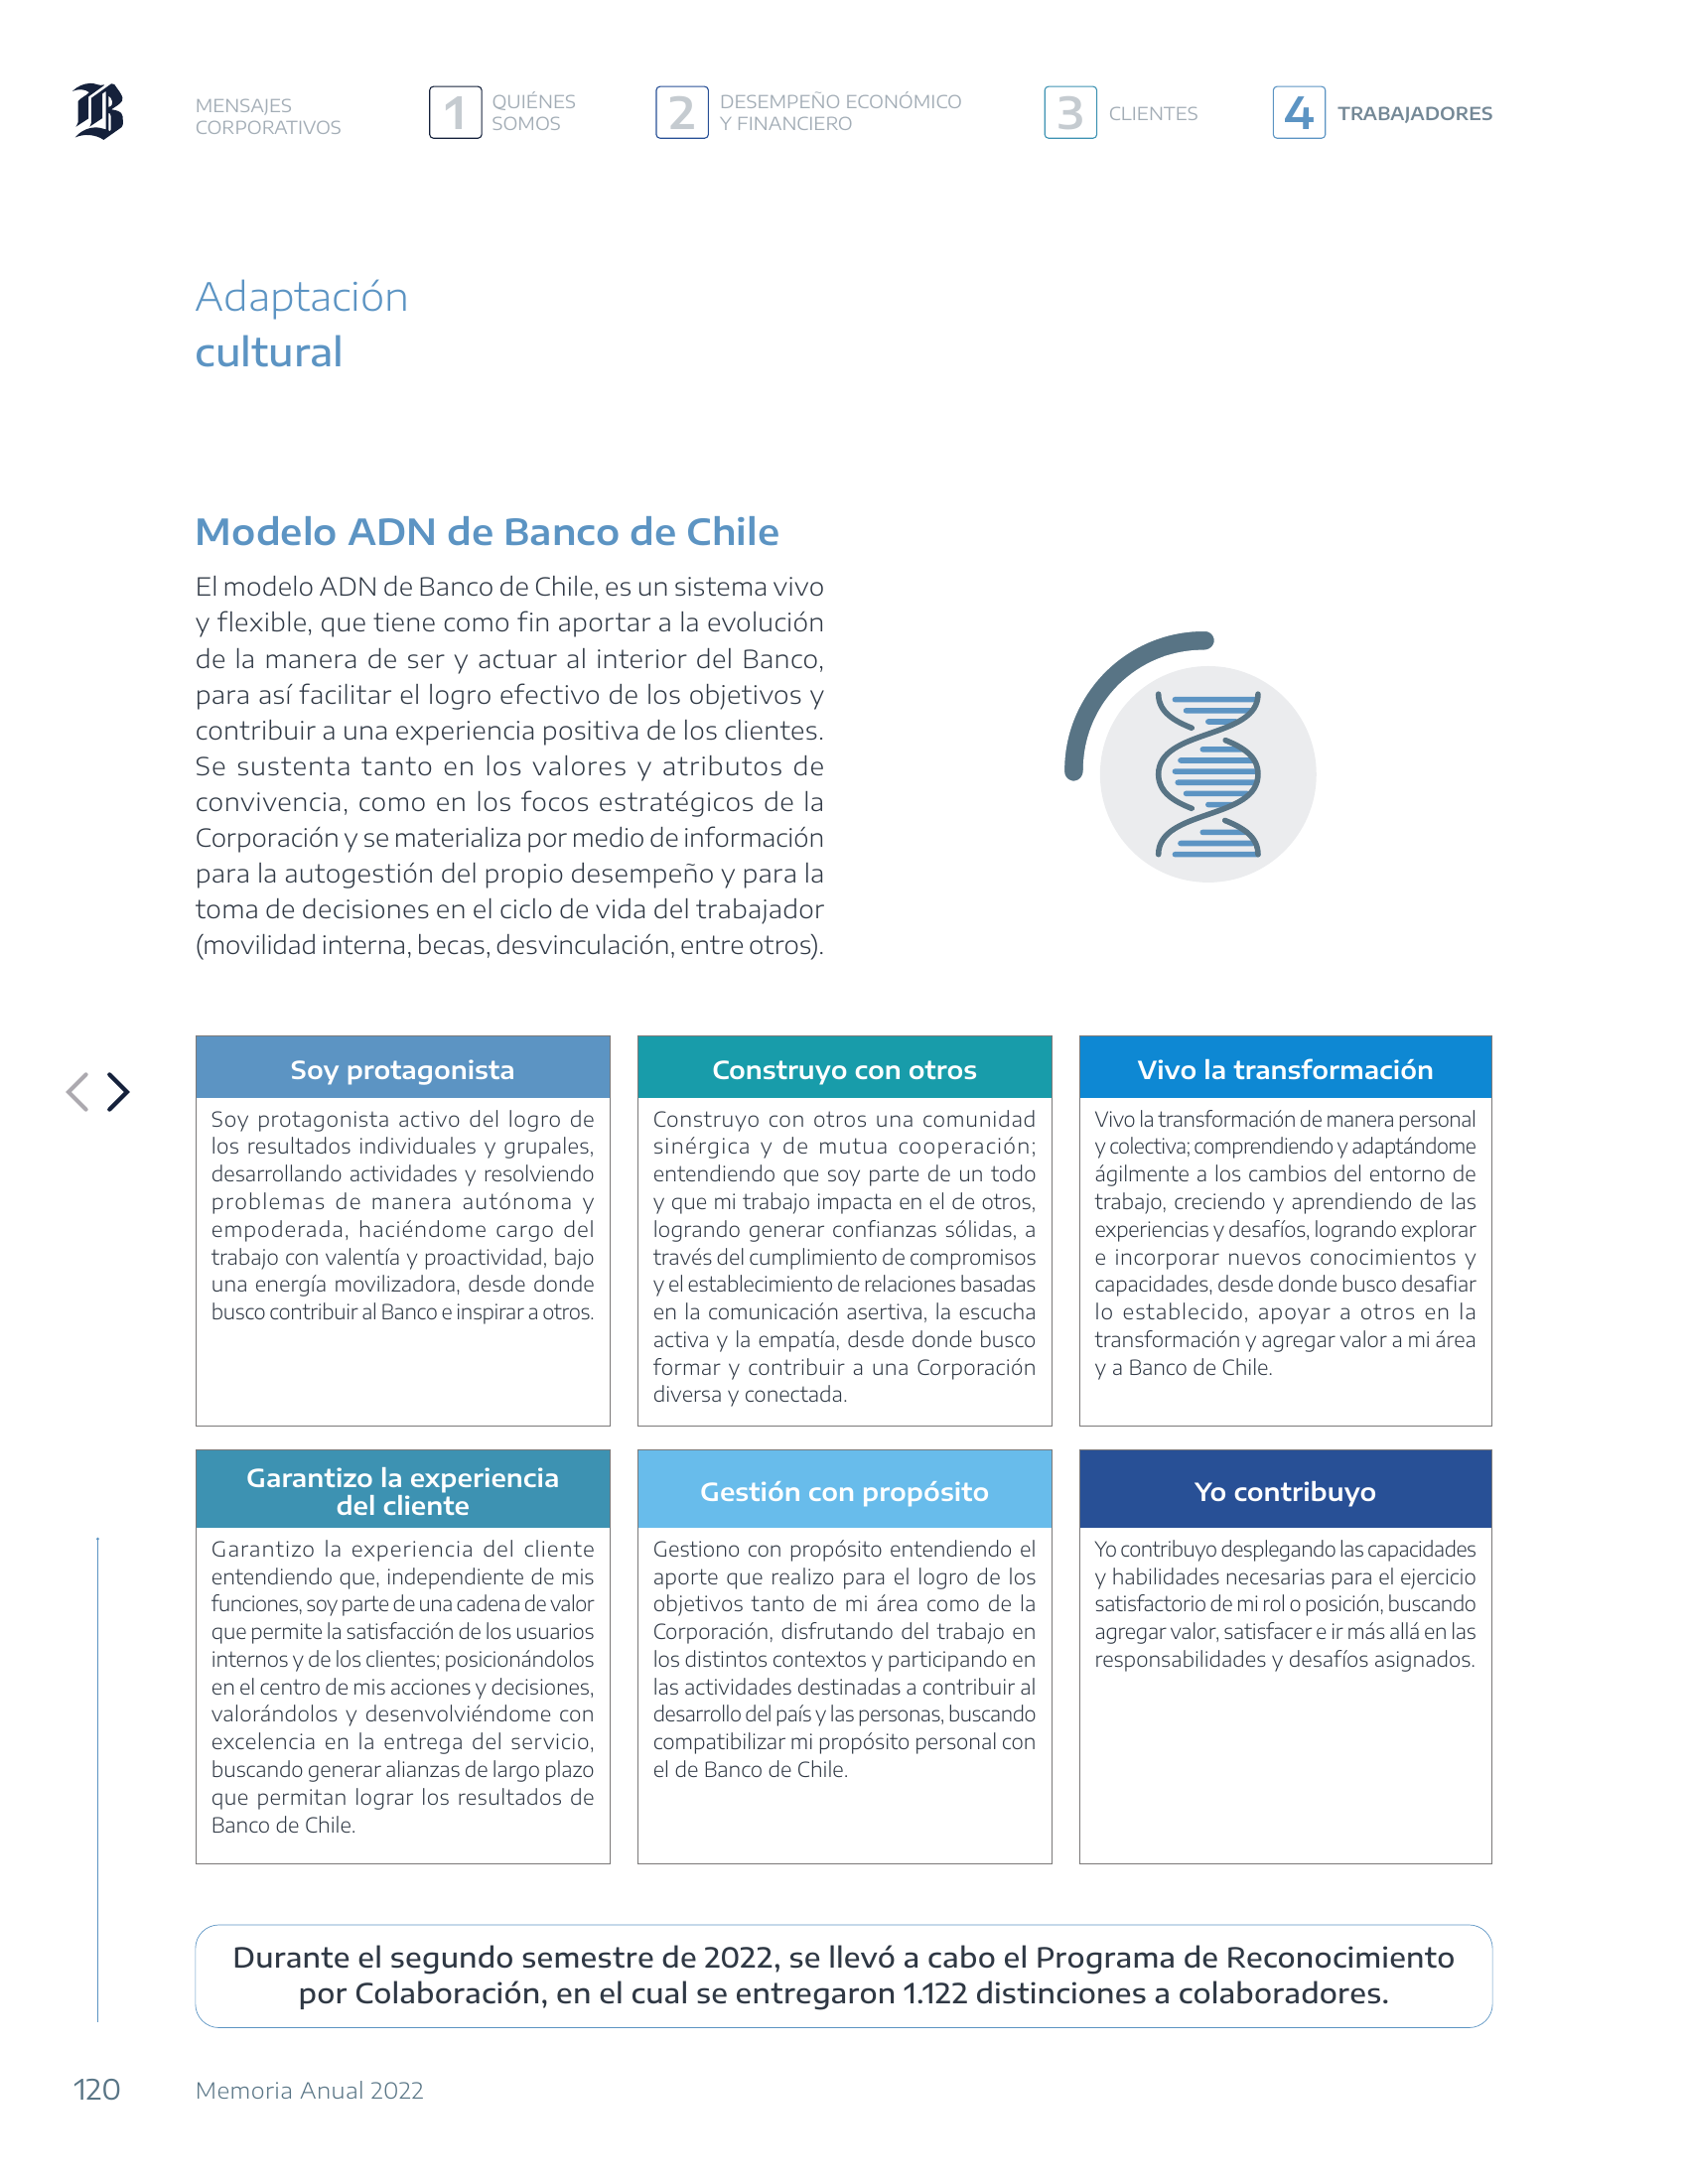 MENSAJES
CORPORATIVOS
1
QUIÉNES
SOMOS
2
DESEMPEÑO ECONÓMICO
Y FINANCIERO
3
CLIENTES
4
TRABAJADORES
Adaptación
cultural
Modelo ADN de Banco de Chile
El modelo ADN de Banco de Chile, es un sistema vivo
y flexible, que tiene como fin aportar a la evolución
de la manera de ser y actuar al interior del Banco,
para así facilitar el logro efectivo de los objetivos y
contribuir a una experiencia positiva de los clientes.
Se sustenta tanto en los valores y atributos de
convivencia, como en los focos estratégicos de la
Corporación y se materializa por medio de información
para la autogestión del propio desempeño y para la
toma de decisiones en el ciclo de vida del trabajador
(movilidad interna, becas, desvinculación, entre otros).
Soy protagonista
Soy protagonista activo del logro de
los resultados individuales y grupales,
desarrollando actividades y resolviendo
problemas de manera autónoma y
empoderada, haciéndome cargo del
trabajo con valentía y proactividad, bajo
una energía movilizadora, desde donde
busco contribuir al Banco e inspirar a otros.
Construyo con otros
Construyo con otros una comunidad
sinérgica y de mutua cooperación;
entendiendo que soy parte de un todo
y que mi trabajo impacta en el de otros,
logrando generar confianzas sólidas, a
través del cumplimiento de compromisos
y el establecimiento de relaciones basadas
en la comunicación asertiva, la escucha
activa y la empatía, desde donde busco
formar y contribuir a una Corporación
diversa y conectada.
Vivo la transformación
Vivo la transformación de manera personal
y colectiva; comprendiendo y adaptándome
ágilmente a los cambios del entorno de
trabajo, creciendo y aprendiendo de las
experiencias y desafíos, logrando explorar
e incorporar nuevos conocimientos y
capacidades, desde donde busco desafiar
lo establecido, apoyar a otros en la
transformación y agregar valor a mi área
y a Banco de Chile.
Garantizo la experiencia
del cliente
Garantizo la experiencia del cliente
entendiendo que, independiente de mis
funciones, soy parte de una cadena de valor
que permite la satisfacción de los usuarios
internos y de los clientes; posicionándolos
en el centro de mis acciones y decisiones,
valorándolos y desenvolviéndome con
excelencia en la entrega del servicio,
buscando generar alianzas de largo plazo
que permitan lograr los resultados de
Banco de Chile.
Gestión con propósito
Gestiono con propósito entendiendo el
aporte que realizo para el logro de los
objetivos tanto de mi área como de la
Corporación, disfrutando del trabajo en
los distintos contextos y participando en
las actividades destinadas a contribuir al
desarrollo del país y las personas, buscando
compatibilizar mi propósito personal con
el de Banco de Chile.
Yo contribuyo
Yo contribuyo desplegando las capacidades
y habilidades necesarias para el ejercicio
satisfactorio de mi rol o posición, buscando
agregar valor, satisfacer e ir más allá en las
responsabilidades y desafíos asignados.
Durante el segundo semestre de 2022, se llevó a cabo el Programa de Reconocimiento
por Colaboración, en el cual se entregaron 1.122 distinciones a colaboradores.
120
Memoria Anual 2022